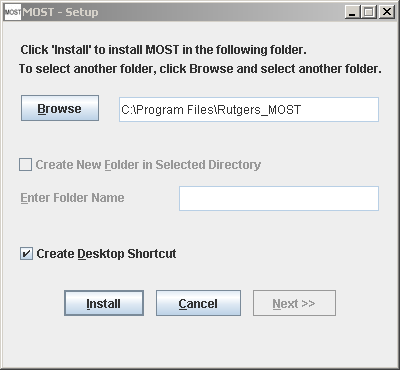 MOST MOST - Setup
Click 'Install' to install MOST in the following folder.
To select another folder, click Browse and select another folder.
Browse C:\Program Files\Rutgers_MOST
Create New Folder in Selected Directory
Enter Folder Name
Create Desktop Shortcut
Install Cancel Next >>